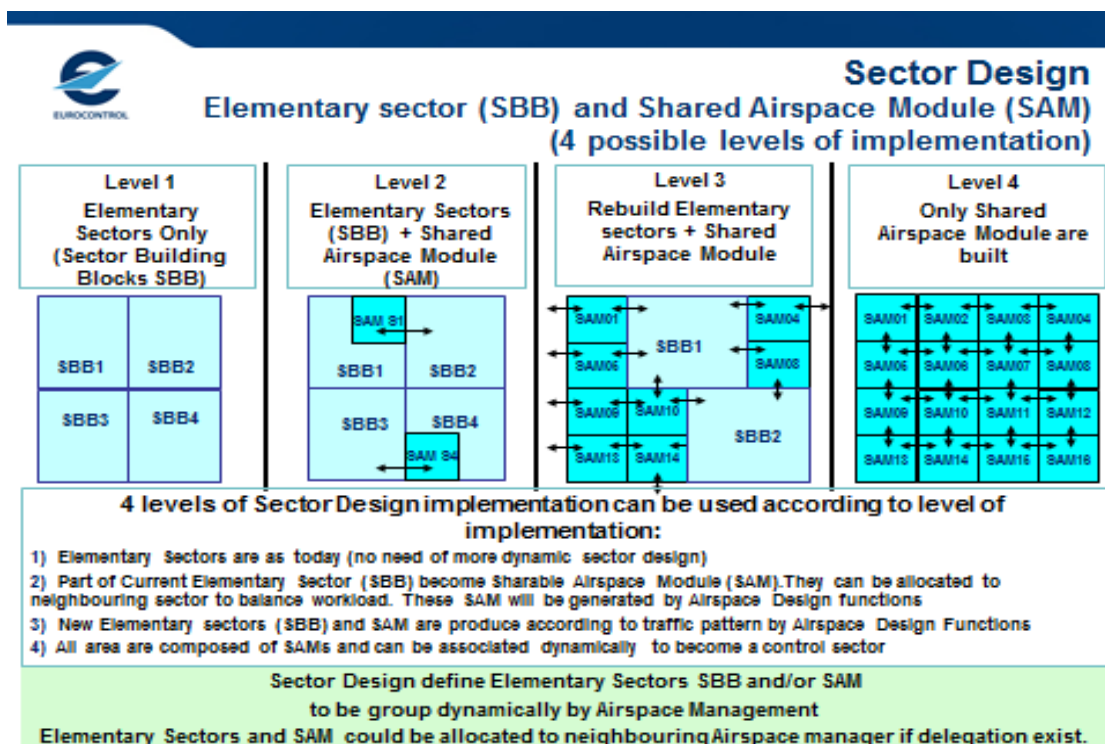 EUROCONTROL
Sector Design
Elementary sector (SBB) and Shared Airspace Module (SAM)
(4 possible levels of implementation)
Level 1
Elementary
Sectors Only
(Sector Building
Blocks SBB)
Level 2
Elementary Sectors
(SBB) + Shared
Airspace Module
(SAM)
Level 3
Rebuild Elementary
sectors + Shared
Airspace Module
Level 4
Only Shared
Airspace Module are
built
SBB1 SBB2
SBB3 SBB4
SAM S1
SBB1 SBB2
SBB3 SBB4
SAM S4
SAM01 SBB1 SAM04
SAM05 SAM08
SAM09 SAM10 SBB2
SAM13 SAM14
SAM01 SAM02 SAM03 SAM04
SAM05 SAM06 SAM07 SAM08
SAM09 SAM10 SAM11 SAM12
SAM13 SAM14 SAM15 SAM16
4 levels of Sector Design implementation can be used according to level of
implementation:
1) Elementary Sectors are as today (no need of more dynamic sector design)
2) Part of Current Elementary Sector (SBB) become Sharable Airspace Module (SAM).They can be allocated to
neighbouring sector to balance workload. These SAM will be generated by Airspace Design functions
3) New Elementary sectors (SBB) and SAM are produce according to traffic pattern by Airspace Design Functions
4) All area are composed of SAMs and can be associated dynamically to become a control sector
Sector Design define Elementary Sectors SBB and/or SAM
to be group dynamically by Airspace Management
Elementary Sectors and SAM could be allocated to neighbouring Airspace manager if delegation exist.